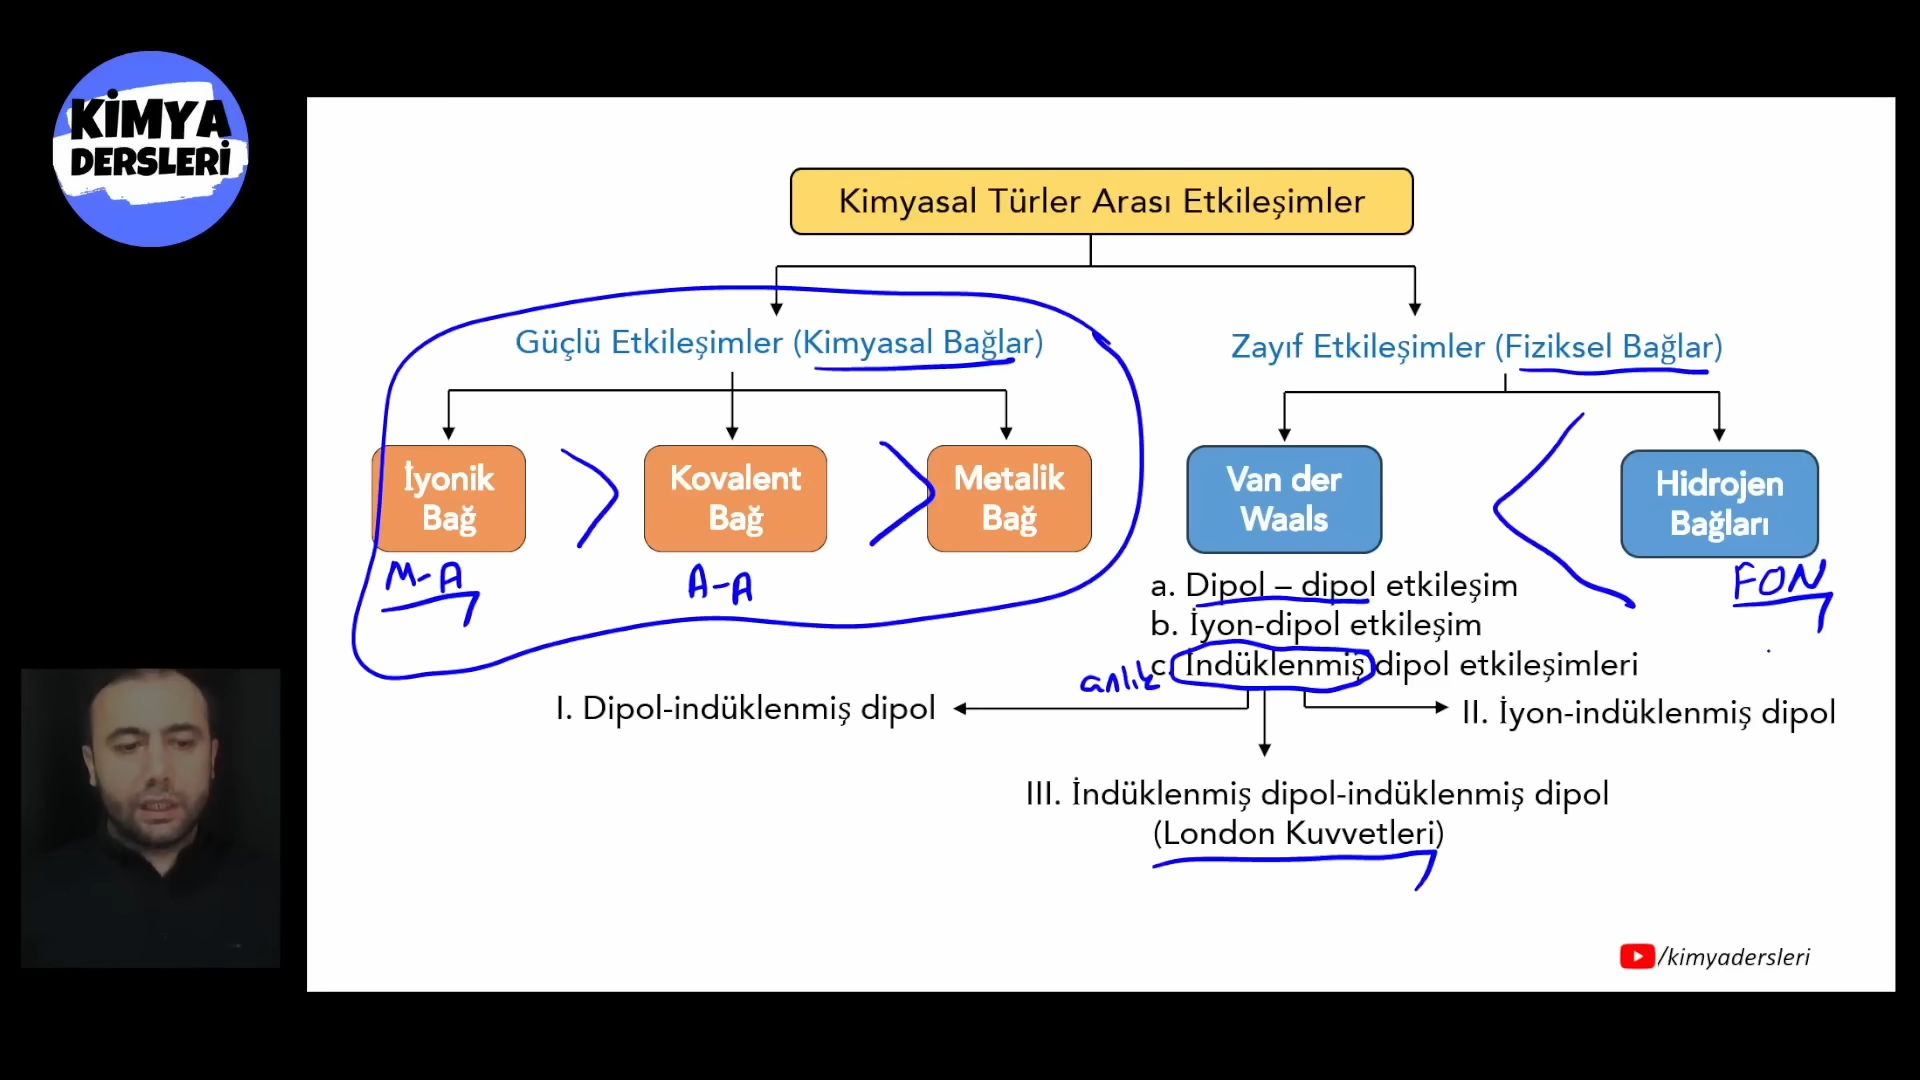 KİMYA
DERSLERİ
Kimyasal Türler Arası Etkileşimler
Güçlü Etkileşimler (Kimyasal Bağlar)
Zayıf Etkileşimler (Fiziksel Bağlar)
İyonik
Bağ
>
Kovalent
Bağ
>
Metalik
Bağ
Van der
Waals
<
Hidrojen
Bağları
M-A
A-A
FON
a. Dipol – dipol etkileşim
b. İyon-dipol etkileşim
anlık
c. İndüklenmiş dipol etkileşimleri
I. Dipol-indüklenmiş dipol
II. İyon-indüklenmiş dipol
III. İndüklenmiş dipol-indüklenmiş dipol
(London Kuvvetleri)
/kimyadersleri